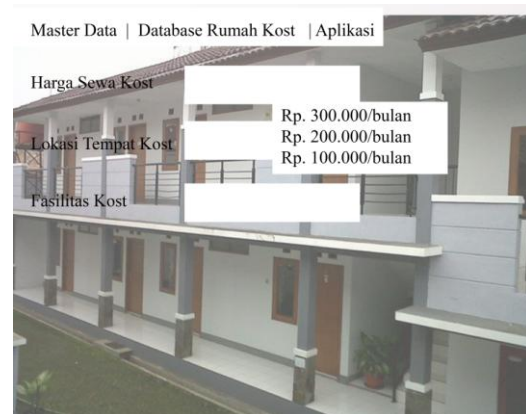 Master Data | Database Rumah Kost | Aplikasi
Harga Sewa Kost
Rp. 300.000/bulan
Rp. 200.000/bulan
Rp. 100.000/bulan
Lokasi Tempat Kost
Fasilitas Kost